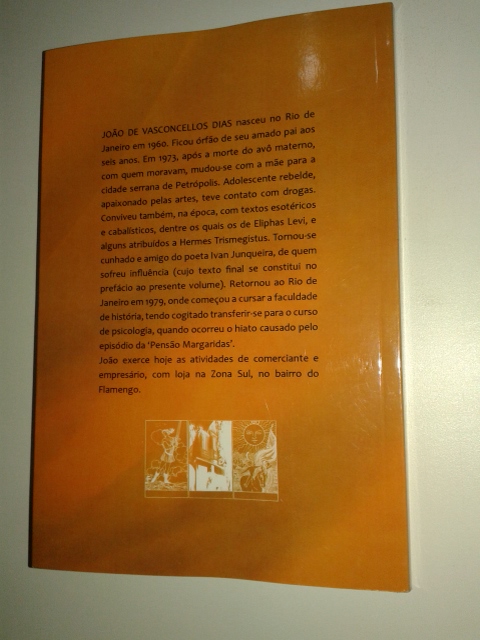 JOÃO DE VASCONCELLOS DIAS nasceu no Rio de
Janeiro em 1960. Ficou órfão de seu amado pai aos
seis anos. Em 1973, após a morte do avô materno,
com quem moravam, mudou-se com a mãe para a
cidade serrana de Petrópolis. Adolescente rebelde,
apaixonado pelas artes, teve contato com drogas.
Conviveu também, na época, com textos esotéricos
e cabalísticos, dentre os quais os de Eliphas Levi, e
alguns atribuídos a Hermes Trismegistus. Tornou-se
cunhado e amigo do poeta Ivan Junqueira, de quem
sofreu influência (cujo texto final se constitui no
prefácio ao presente volume). Retornou ao Rio de
Janeiro em 1979, onde começou a cursar a faculdade
de história, tendo cogitado transferir-se para o curso
de psicologia, quando ocorreu o hiato causado pelo
episódio da 'Pensão Margaridas'.
João exerce hoje as atividades de comerciante e
empresário, com loja na Zona Sul, no bairro do
Flamengo.